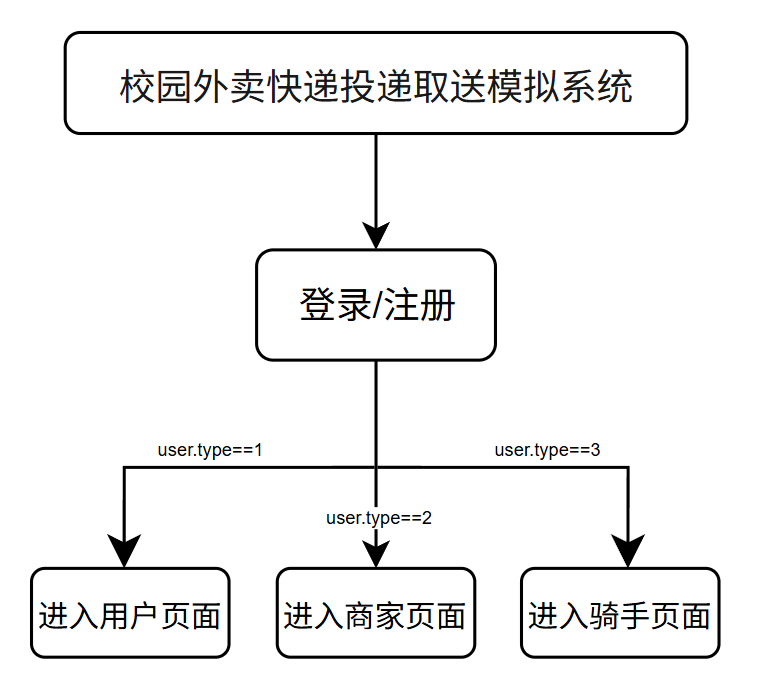 校园外卖快递投递取送模拟系统
登录/注册
user.type==1
user.type==3
user.type==2
进入用户页面
进入商家页面
进入骑手页面